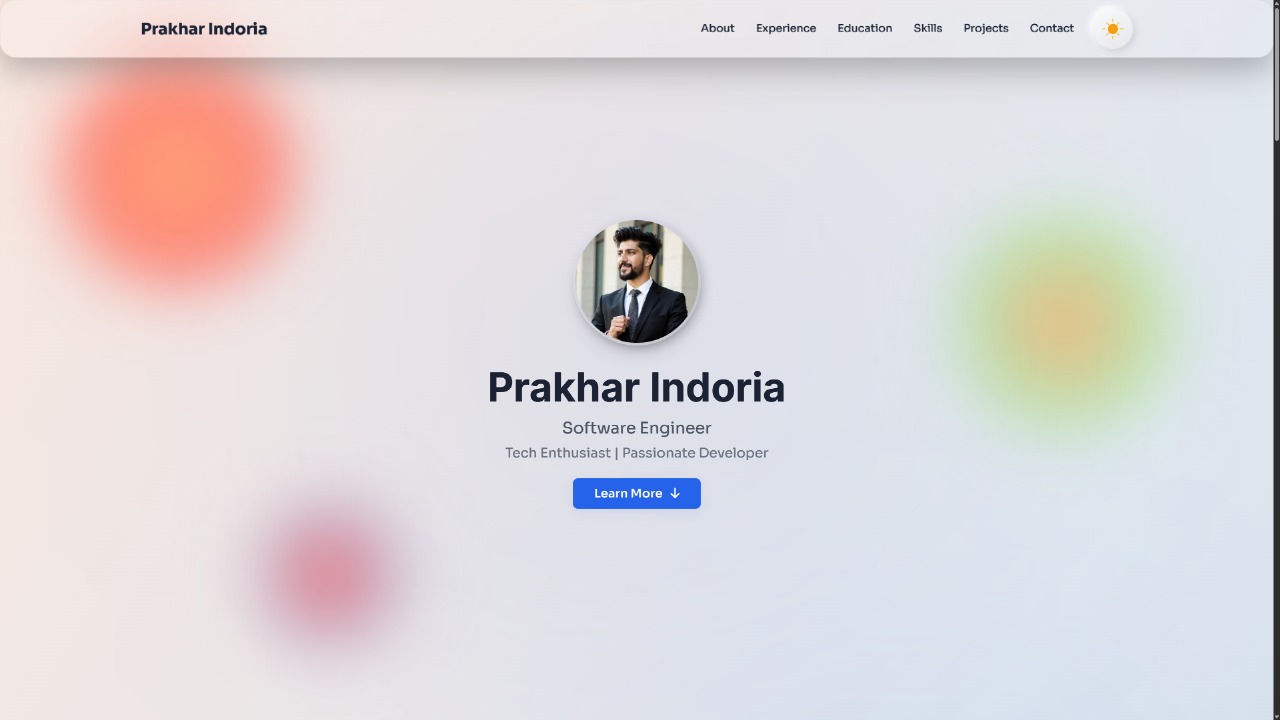 Prakhar Indoria
About Experience Education Skills Projects Contact
Prakhar Indoria
Software Engineer
Tech Enthusiast | Passionate Developer
Learn More ↓